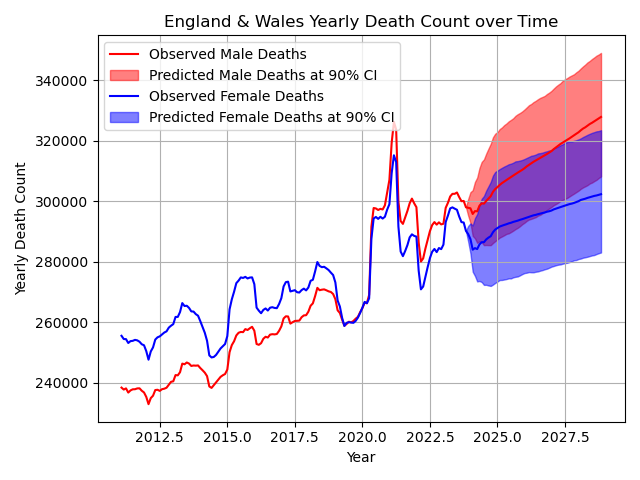 England & Wales Yearly Death Count over Time
Observed Male Deaths
Predicted Male Deaths at 90% CI
Observed Female Deaths
Predicted Female Deaths at 90% CI
Yearly Death Count
340000
320000
300000
280000
260000
240000
2012.5 2015.0 2017.5 2020.0 2022.5 2025.0 2027.5
Year